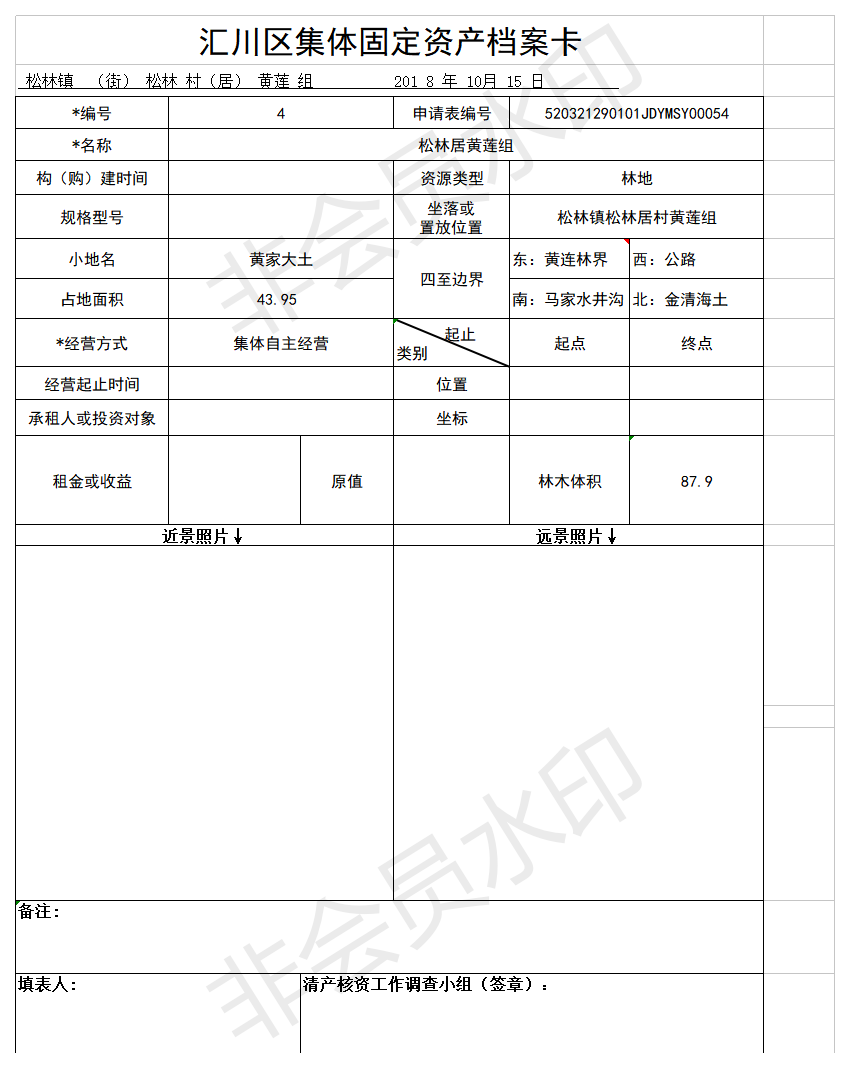 汇川区集体固定资产档案卡
松林镇 （街） 松林 村（居） 黄莲 组 2018 年 10月 15 日
*编号 4 申请表编号 520321290101JDYMSY00054
*名称 松林居黄莲组
构（购）建时间 资源类型 林地
规格型号 坐落或
置放位置 松林镇松林居村黄莲组
小地名 黄家大土 四至边界 东：黄连林界 西：公路
占地面积 43.95 南：马家水井沟 北：金清海土
*经营方式 集体自主经营 起止
类别 起点 终点
经营起止时间 位置
承租人或投资对象 坐标
租金或收益 原值 林木体积 87.9
近景照片↓ 远景照片↓
备注：
填表人： 清产核资工作调查小组（签章）：
非会员水印
非会员水印